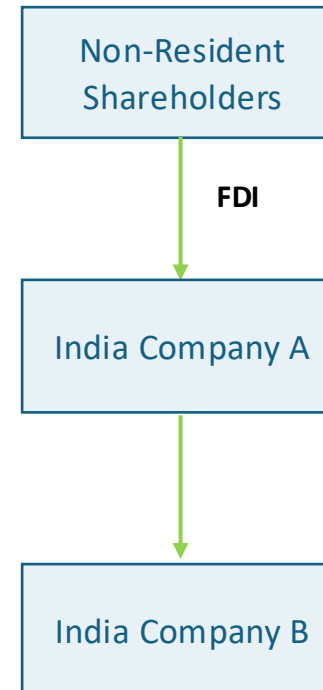 Non-Resident
Shareholders
FDI
India Company A
India Company B